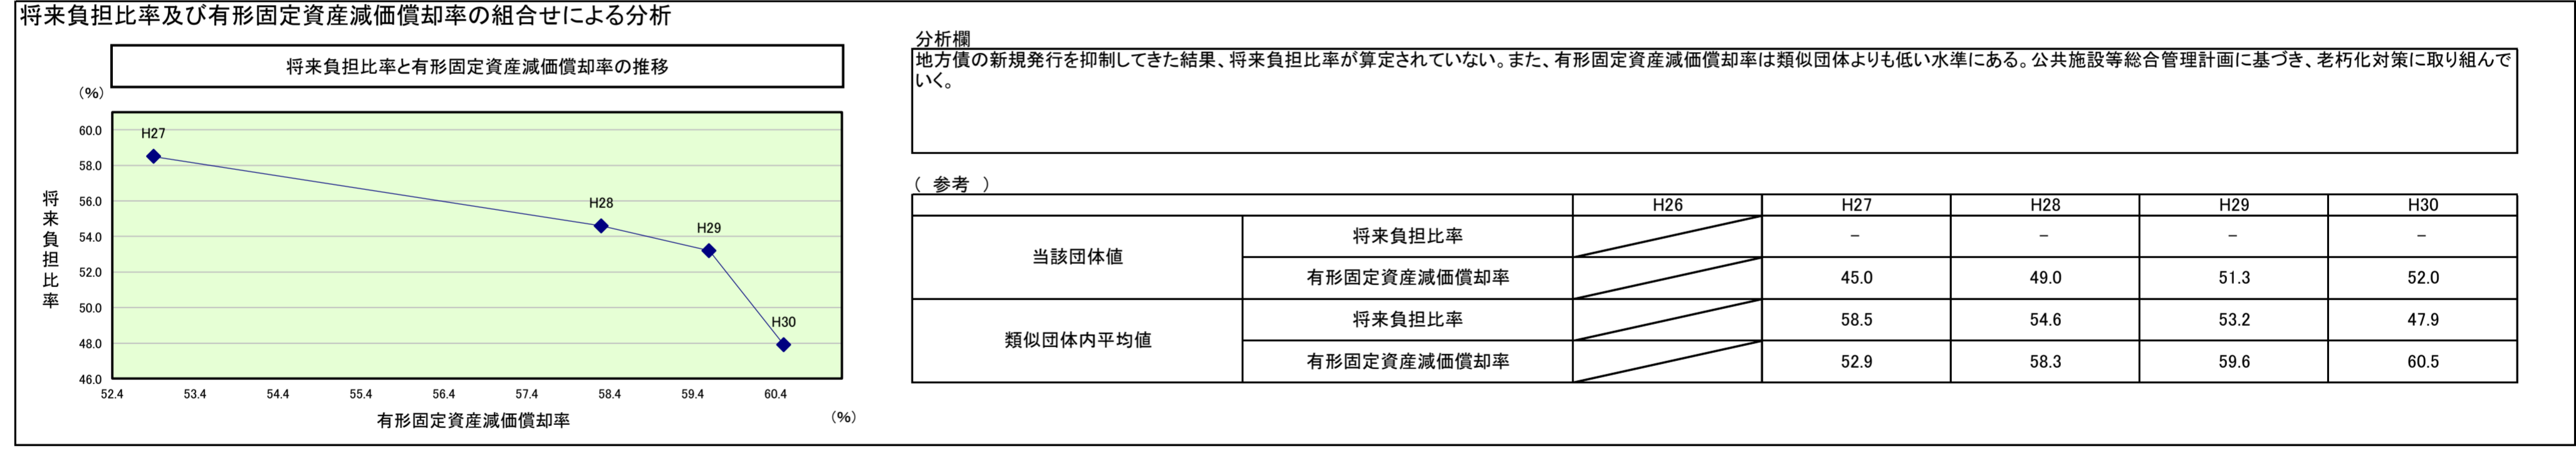 将来負担比率及び有形固定資産減価償却率の組合せによる分析
将来負担比率と有形固定資産減価償却率の推移
(%)
60.0
58.0
56.0
54.0
52.0
50.0
48.0
46.0
将来負担比率
H27
H28
H29
H30
52.4 53.4 54.4 55.4 56.4 57.4 58.4 59.4 60.4
有形固定資産減価償却率
(%)
分析欄
地方債の新規発行を抑制してきた結果、将来負担比率が算定されていない。また、有形固定資産減価償却率は類似団体よりも低い水準にある。公共施設等総合管理計画に基づき、老朽化対策に取り組んで
いく。
( 参考 )
H26 H27 H28 H29 H30
当該団体値
将来負担比率 － － － －
有形固定資産減価償却率 45.0 49.0 51.3 52.0
類似団体内平均値
将来負担比率 58.5 54.6 53.2 47.9
有形固定資産減価償却率 52.9 58.3 59.6 60.5